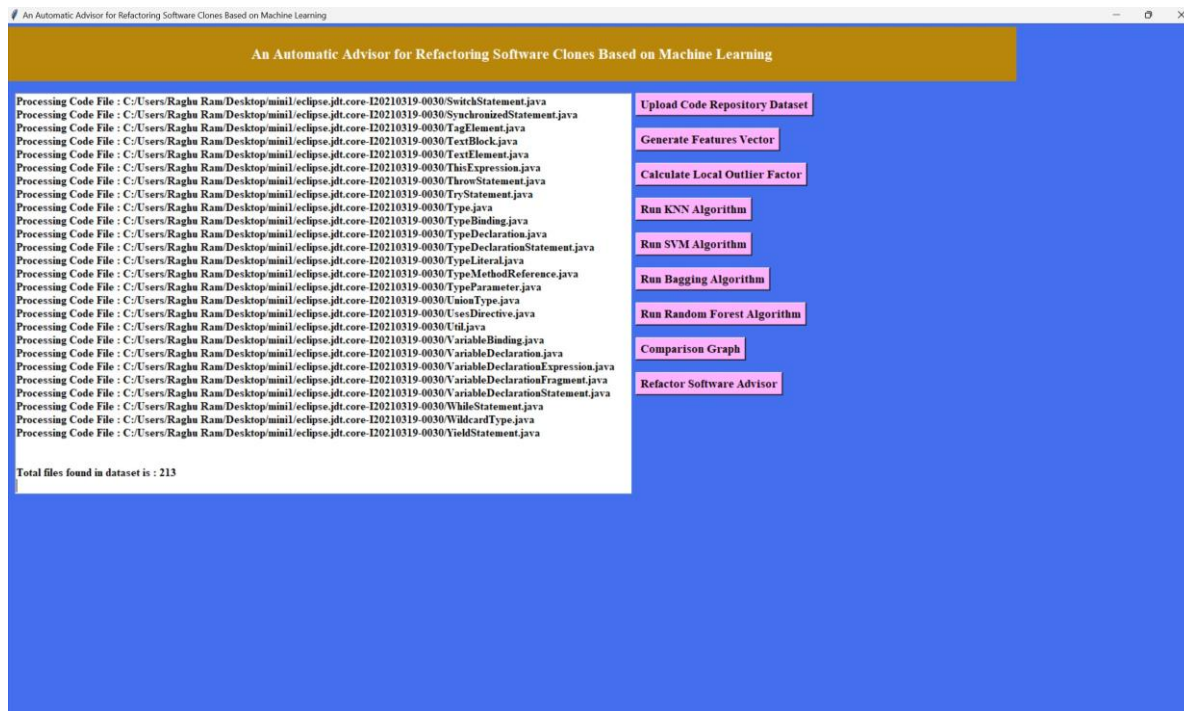 An Automatic Advisor for Refactoring Software Clones Based on Machine Learning
An Automatic Advisor for Refactoring Software Clones Based on Machine Learning
Processing Code File : C:/Users/Raghu Ram/Desktop/mini1/eclipse.jdt.core-I20210319-0030/SwitchStatement.java
Processing Code File : C:/Users/Raghu Ram/Desktop/mini1/eclipse.jdt.core-I20210319-0030/SynchronizedStatement.java
Processing Code File : C:/Users/Raghu Ram/Desktop/mini1/eclipse.jdt.core-I20210319-0030/TagElement.java
Processing Code File : C:/Users/Raghu Ram/Desktop/mini1/eclipse.jdt.core-I20210319-0030/TextBlock.java
Processing Code File : C:/Users/Raghu Ram/Desktop/mini1/eclipse.jdt.core-I20210319-0030/TextElement.java
Processing Code File : C:/Users/Raghu Ram/Desktop/mini1/eclipse.jdt.core-I20210319-0030/ThisExpression.java
Processing Code File : C:/Users/Raghu Ram/Desktop/mini1/eclipse.jdt.core-I20210319-0030/ThrowStatement.java
Processing Code File : C:/Users/Raghu Ram/Desktop/mini1/eclipse.jdt.core-I20210319-0030/TryStatement.java
Processing Code File : C:/Users/Raghu Ram/Desktop/mini1/eclipse.jdt.core-I20210319-0030/Type.java
Processing Code File : C:/Users/Raghu Ram/Desktop/mini1/eclipse.jdt.core-I20210319-0030/TypeBinding.java
Processing Code File : C:/Users/Raghu Ram/Desktop/mini1/eclipse.jdt.core-I20210319-0030/TypeDeclaration.java
Processing Code File : C:/Users/Raghu Ram/Desktop/mini1/eclipse.jdt.core-I20210319-0030/TypeDeclarationStatement.java
Processing Code File : C:/Users/Raghu Ram/Desktop/mini1/eclipse.jdt.core-I20210319-0030/TypeLiteral.java
Processing Code File : C:/Users/Raghu Ram/Desktop/mini1/eclipse.jdt.core-I20210319-0030/TypeMethodReference.java
Processing Code File : C:/Users/Raghu Ram/Desktop/mini1/eclipse.jdt.core-I20210319-0030/TypeParameter.java
Processing Code File : C:/Users/Raghu Ram/Desktop/mini1/eclipse.jdt.core-I20210319-0030/UnionType.java
Processing Code File : C:/Users/Raghu Ram/Desktop/mini1/eclipse.jdt.core-I20210319-0030/UsesDirective.java
Processing Code File : C:/Users/Raghu Ram/Desktop/mini1/eclipse.jdt.core-I20210319-0030/Util.java
Processing Code File : C:/Users/Raghu Ram/Desktop/mini1/eclipse.jdt.core-I20210319-0030/VariableBinding.java
Processing Code File : C:/Users/Raghu Ram/Desktop/mini1/eclipse.jdt.core-I20210319-0030/VariableDeclaration.java
Processing Code File : C:/Users/Raghu Ram/Desktop/mini1/eclipse.jdt.core-I20210319-0030/VariableDeclarationExpression.java
Processing Code File : C:/Users/Raghu Ram/Desktop/mini1/eclipse.jdt.core-I20210319-0030/VariableDeclarationFragment.java
Processing Code File : C:/Users/Raghu Ram/Desktop/mini1/eclipse.jdt.core-I20210319-0030/VariableDeclarationStatement.java
Processing Code File : C:/Users/Raghu Ram/Desktop/mini1/eclipse.jdt.core-I20210319-0030/WhileStatement.java
Processing Code File : C:/Users/Raghu Ram/Desktop/mini1/eclipse.jdt.core-I20210319-0030/WildcardType.java
Processing Code File : C:/Users/Raghu Ram/Desktop/mini1/eclipse.jdt.core-I20210319-0030/YieldStatement.java
Total files found in dataset is : 213
Upload Code Repository Dataset
Generate Features Vector
Calculate Local Outlier Factor
Run KNN Algorithm
Run SVM Algorithm
Run Bagging Algorithm
Run Random Forest Algorithm
Comparison Graph
Refactor Software Advisor